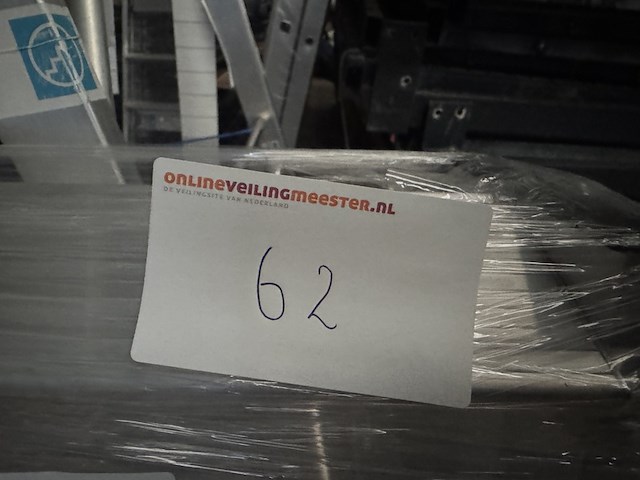 ONLINEVEILINGMEESTER.NL
DE VEILINGSITE VAN NEDERLAND
62